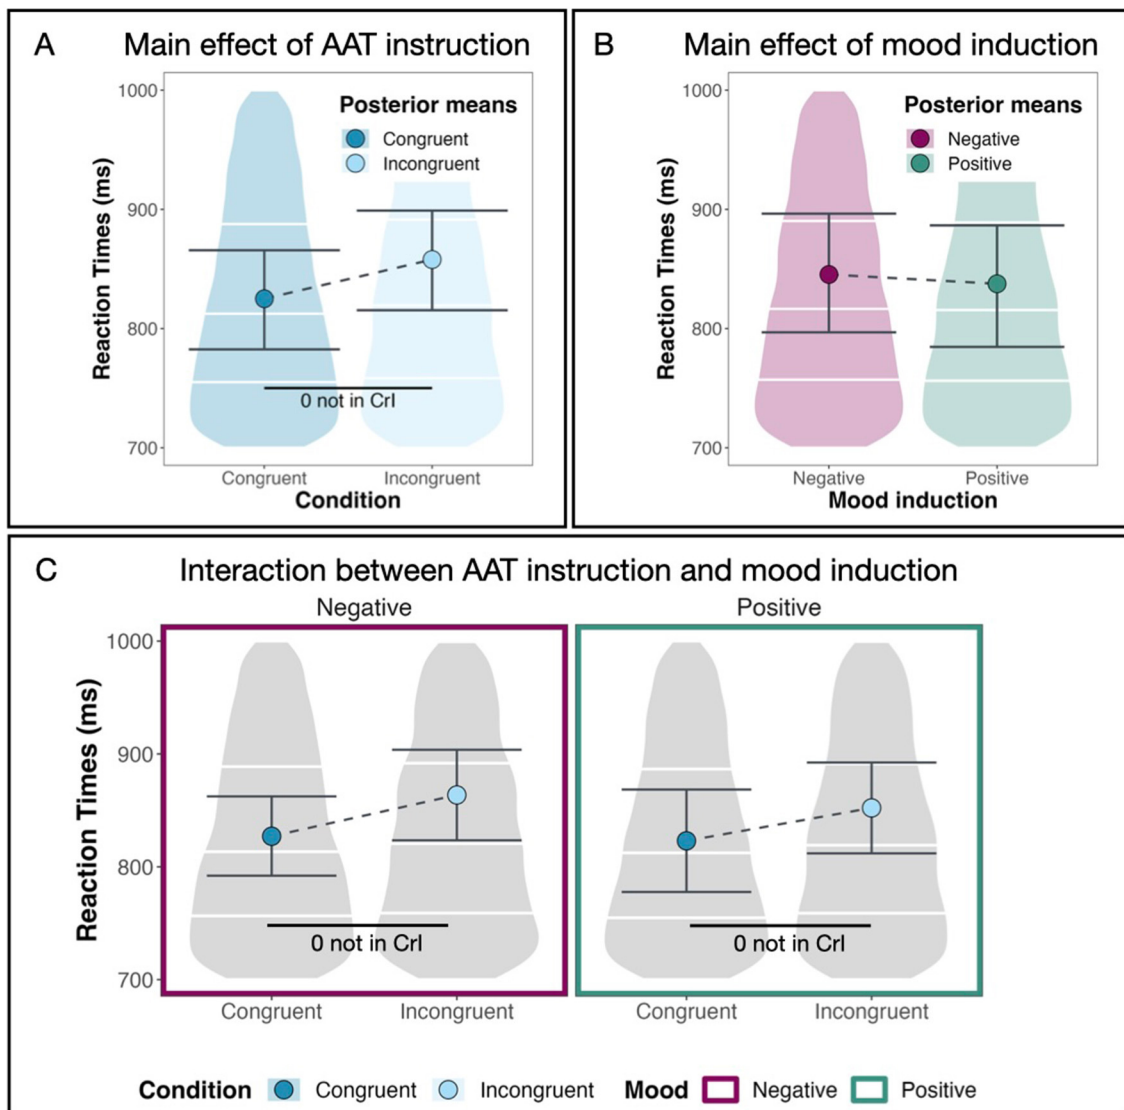 A Main effect of AAT instruction
1000
900
800
700
Reaction Times (ms)
Posterior means
Congruent
Incongruent
0 not in CrI
Congruent Incongruent
Condition
B Main effect of mood induction
1000
900
800
700
Reaction Times (ms)
Posterior means
Negative
Positive
Negative Positive
Mood induction
C Interaction between AAT instruction and mood induction
Negative Positive
1000
900
800
700
Reaction Times (ms)
0 not in CrI 0 not in CrI
Congruent Incongruent Congruent Incongruent
Condition Congruent Incongruent Mood Negative Positive